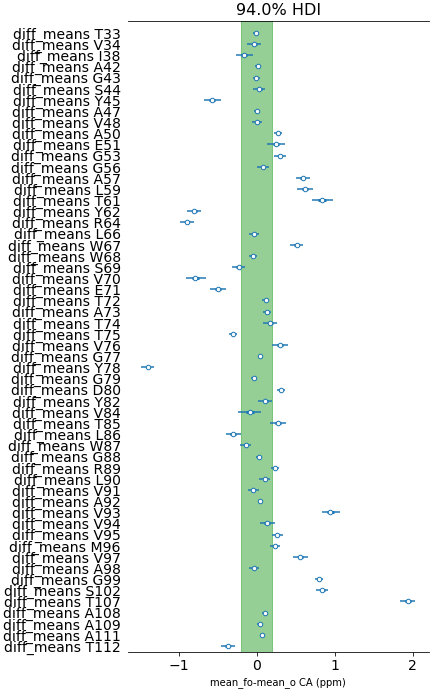 94.0% HDI
diff_means T33
diff_means V34
diff_means I38
diff_means A42
diff_means G43
diff_means S44
diff_means Y45
diff_means A47
diff_means V48
diff_means A50
diff_means E51
diff_means G53
diff_means G56
diff_means A57
diff_means L59
diff_means T61
diff_means Y62
diff_means R64
diff_means L66
diff_means W67
diff_means W68
diff_means S69
diff_means V70
diff_means E71
diff_means T72
diff_means A73
diff_means T74
diff_means T75
diff_means V76
diff_means G77
diff_means Y78
diff_means G79
diff_means D80
diff_means Y82
diff_means V84
diff_means T85
diff_means L86
diff_means W87
diff_means G88
diff_means R89
diff_means L90
diff_means V91
diff_means A92
diff_means V93
diff_means V94
diff_means V95
diff_means M96
diff_means V97
diff_means A98
diff_means G99
diff_means S102
diff_means T107
diff_means A108
diff_means A109
diff_means A111
diff_means T112
−1 0 1 2
mean_fo-mean_o CA (ppm)